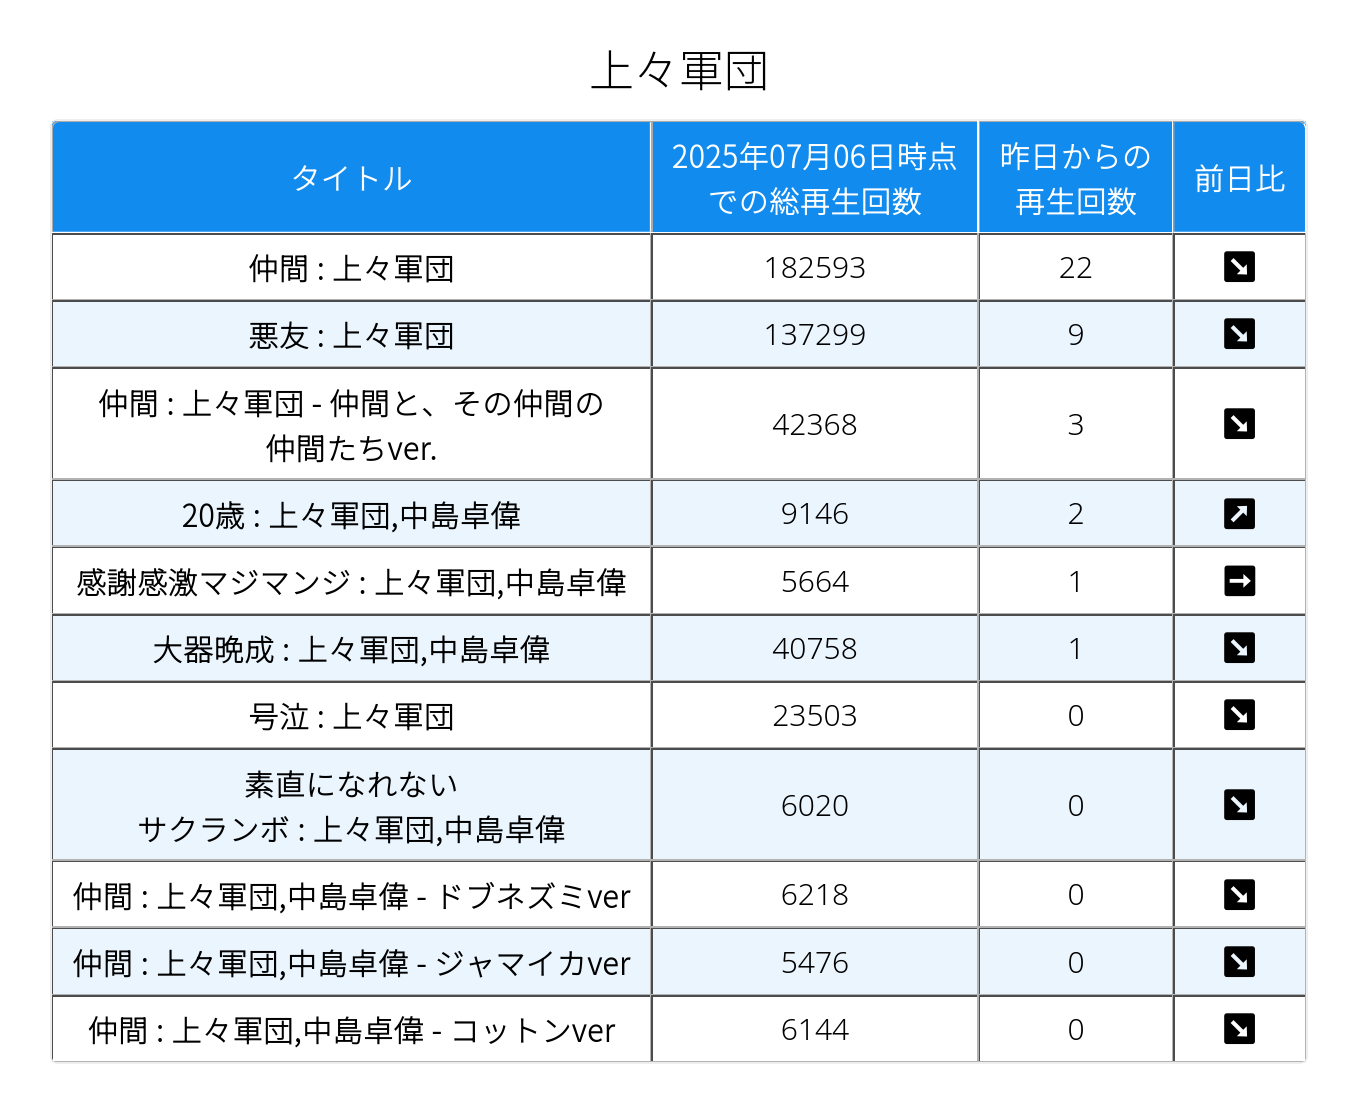 上々軍団
タイトル
2025年07月06日時点
での総再生回数
昨日からの
再生回数
前日比
仲間 : 上々軍団
182593
22
悪友 : 上々軍団
137299
9
仲間 : 上々軍団 - 仲間と、その仲間の
仲間たちver.
42368
3
20歳 : 上々軍団,中島卓偉
9146
2
感謝感激マジマンジ : 上々軍団,中島卓偉
5664
1
大器晩成 : 上々軍団,中島卓偉
40758
1
号泣 : 上々軍団
23503
0
素直になれない
サクランボ : 上々軍団,中島卓偉
6020
0
仲間 : 上々軍団,中島卓偉 - ドブネズミver
6218
0
仲間 : 上々軍団,中島卓偉 - ジャマイカver
5476
0
仲間 : 上々軍団,中島卓偉 - コットンver
6144
0